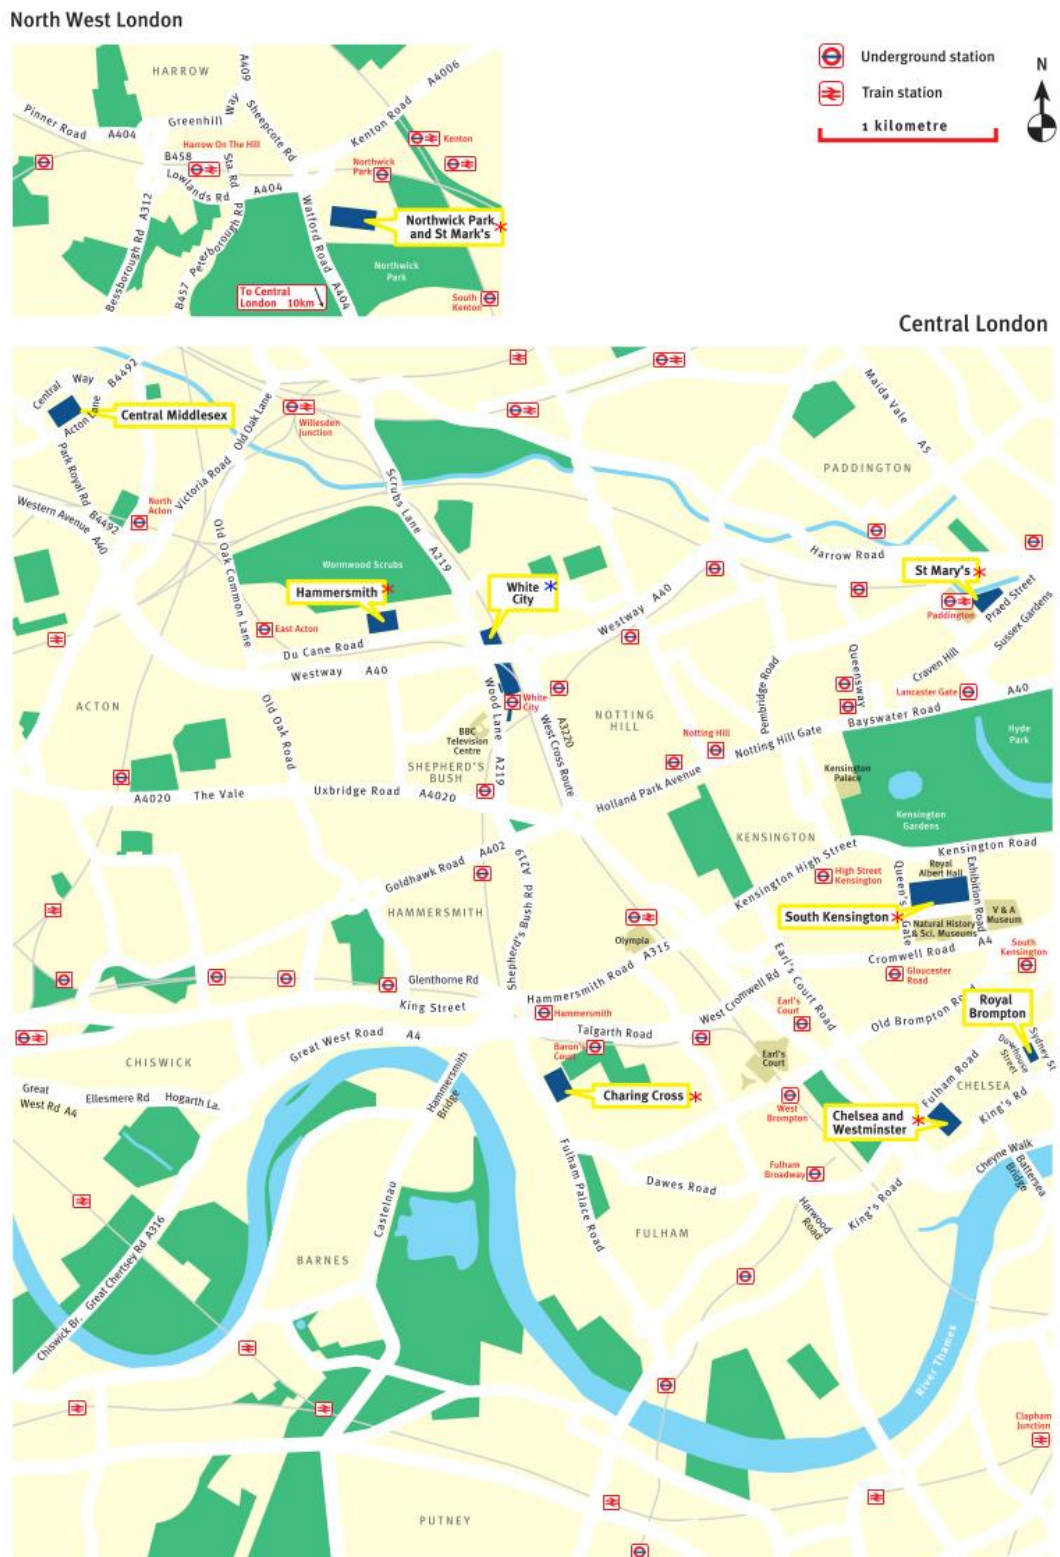 North West London
Underground station
Train station
1 kilometre
N
HARROW
A409
A4006
Pinner Road
A404
Greenhill
Way
Sheepcote Rd
Kenton Road
Kenton
Harrow On The Hill
B458
Sta. Rd
Northwick
Park
Lowlands Rd
A404
A312
Bessborough Rd
Peterborough Rd
B457
Watford Road
A404
Northwick Park
and St Mark's
Northwick
Park
To Central
London 10km
South
Kenton
Central London
Central Way
B4492
Acton Lane
Central Middlesex
Old Oak Lane
Willesden
Junction
Maida Vale
A5
PADDINGTON
Park Royal Rd
B4492
Victoria Road
North
Acton
Western Avenue
A40
Scrubs Lane
A219
Old Oak Common Lane
Wormwood Scrubs
Hammersmith
White
City
Harrow Road
St Mary's
Praed Street
Paddington
Sussex Gardens
Westway A40
East Acton
Du Cane Road
Westway A40
Queensway
Craven Hill
Lancaster Gate
A40
Pembridge Road
Bayswater Road
ACTON
Old Oak Road
Wood Lane
White
City
A3220
West Cross Route
NOTTING
HILL
Notting Hill
Notting Hill Gate
Hyde
Park
BBC
Television
Centre
SHEPHERD'S
BUSH
A219
Kensington
Palace
Holland Park Avenue
A4020 The Vale
Uxbridge Road
A4020
Kensington
Gardens
KENSINGTON
Kensington Road
Kensington High Street
Goldhawk Road
A402
A219
Shepherd's Bush Rd
High Street
Kensington
Queen's
Gate
Royal
Albert Hall
Exhibition Road
HAMMERSMITH
South Kensington
V & A
Museum
Natural History
& Sci. Museums
Olympia
A315
Hammersmith Road
Cromwell Road
A4
South
Kensington
Glenthorne Rd
Gloucester
Road
King Street
West Cromwell Rd
Earl's Court Road
Earl's
Court
Old Brompton Road
Royal
Brompton
Hammersmith
Talgarth Road
Baron's
Court
Great West Road
A4
Earl's
Court
Sydney St
Dovehouse
Street
CHISWICK
Hammersmith
Bridge
Great
West Rd A4
Ellesmere Rd
Hogarth La.
Charing Cross
West
Brompton
Fulham Road
CHELSEA
King's Rd
Chelsea and
Westminster
Fulham Palace Road
Cheyne Walk
Battersea
Bridge
Fulham
Broadway
Dawes Road
Castelnau
King's Road
Harwood
Road
FULHAM
BARNES
A316
Great Chertsey Rd
Chiswick Br.
River Thames
Clapham
Junction
PUTNEY